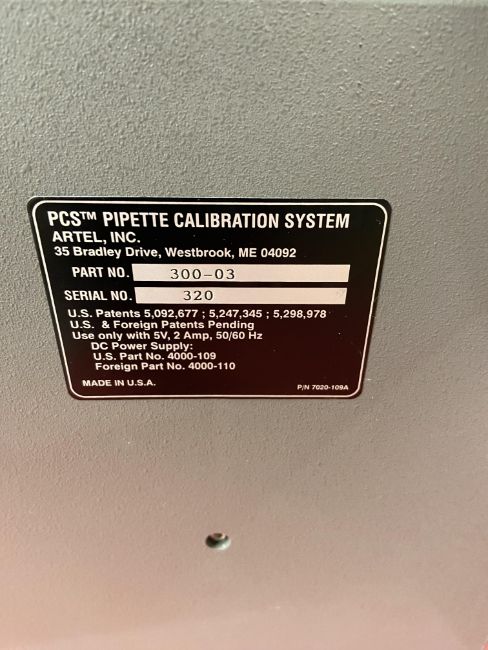 PCS™ PIPETTE CALIBRATION SYSTEM
ARTEL, INC.
35 Bradley Drive, Westbrook, ME 04092
PART NO. 300-03
SERIAL NO. 320
U.S. Patents 5,092,677 ; 5,247,345 ; 5,298,978
U.S. & Foreign Patents Pending
Use only with 5V, 2 Amp, 50/60 Hz
DC Power Supply:
U.S. Part No. 4000-109
Foreign Part No. 4000-110
MADE IN U.S.A. P/N 7020-109A